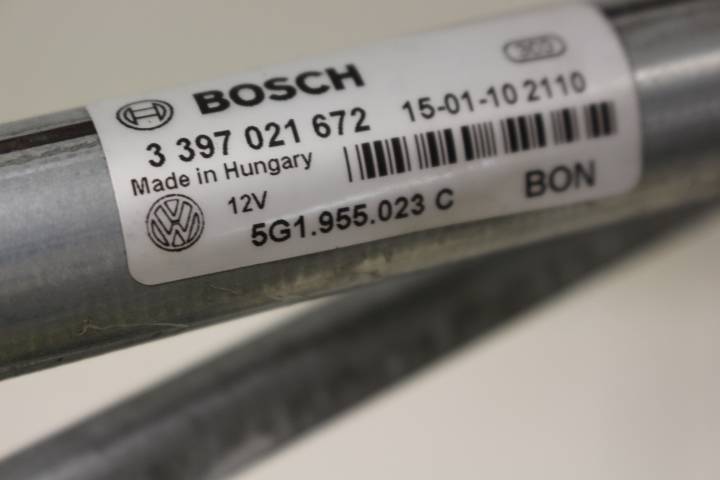 BOSCH
3 397 021 672 15-01-10 2110
Made in Hungary
12V
5G1.955.023 C BON